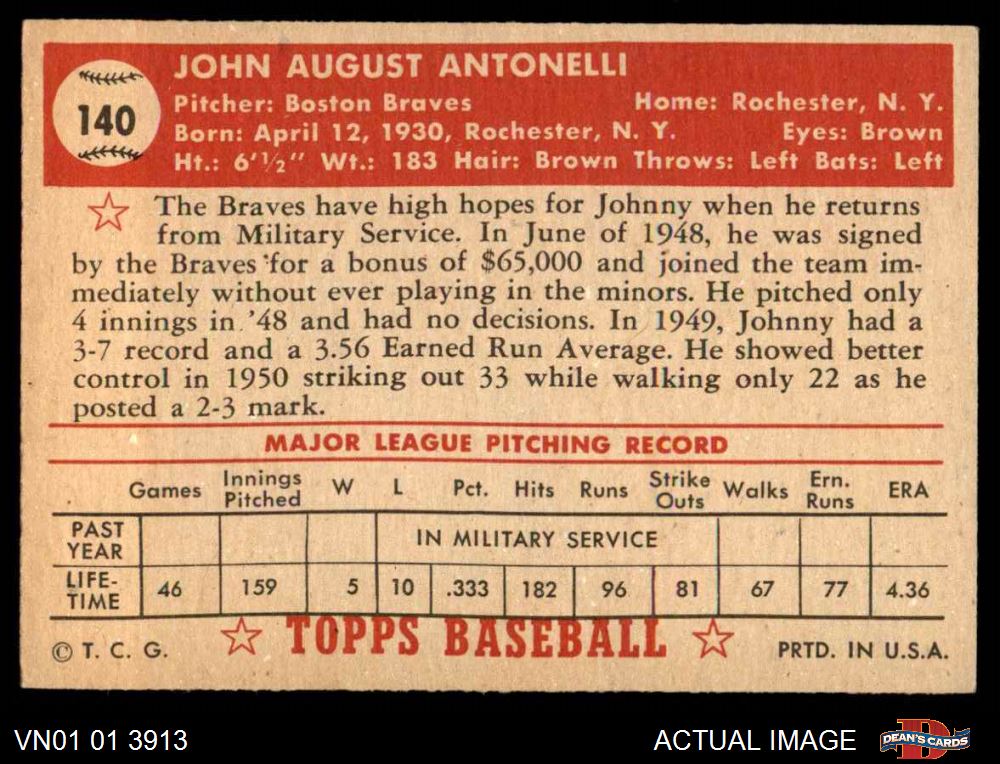 140
JOHN AUGUST ANTONELLI
Pitcher: Boston Braves Home: Rochester, N. Y.
Born: April 12, 1930, Rochester, N. Y. Eyes: Brown
Ht.: 6'½" Wt.: 183 Hair: Brown Throws: Left Bats: Left
☆ The Braves have high hopes for Johnny when he returns
from Military Service. In June of 1948, he was signed
by the Braves for a bonus of $65,000 and joined the team im-
mediately without ever playing in the minors. He pitched only
4 innings in '48 and had no decisions. In 1949, Johnny had a
3-7 record and a 3.56 Earned Run Average. He showed better
control in 1950 striking out 33 while walking only 22 as he
posted a 2-3 mark.
MAJOR LEAGUE PITCHING RECORD
Games Innings Pitched W L Pct. Hits Runs Strike Outs Walks Ern. Runs ERA
PAST YEAR IN MILITARY SERVICE
LIFE-TIME 46 159 5 10 .333 182 96 81 67 77 4.36
© T. C. G. ☆ TOPPS BASEBALL ☆ PRTD. IN U.S.A.
VN01 01 3913 ACTUAL IMAGE D DEAN'S CARDS